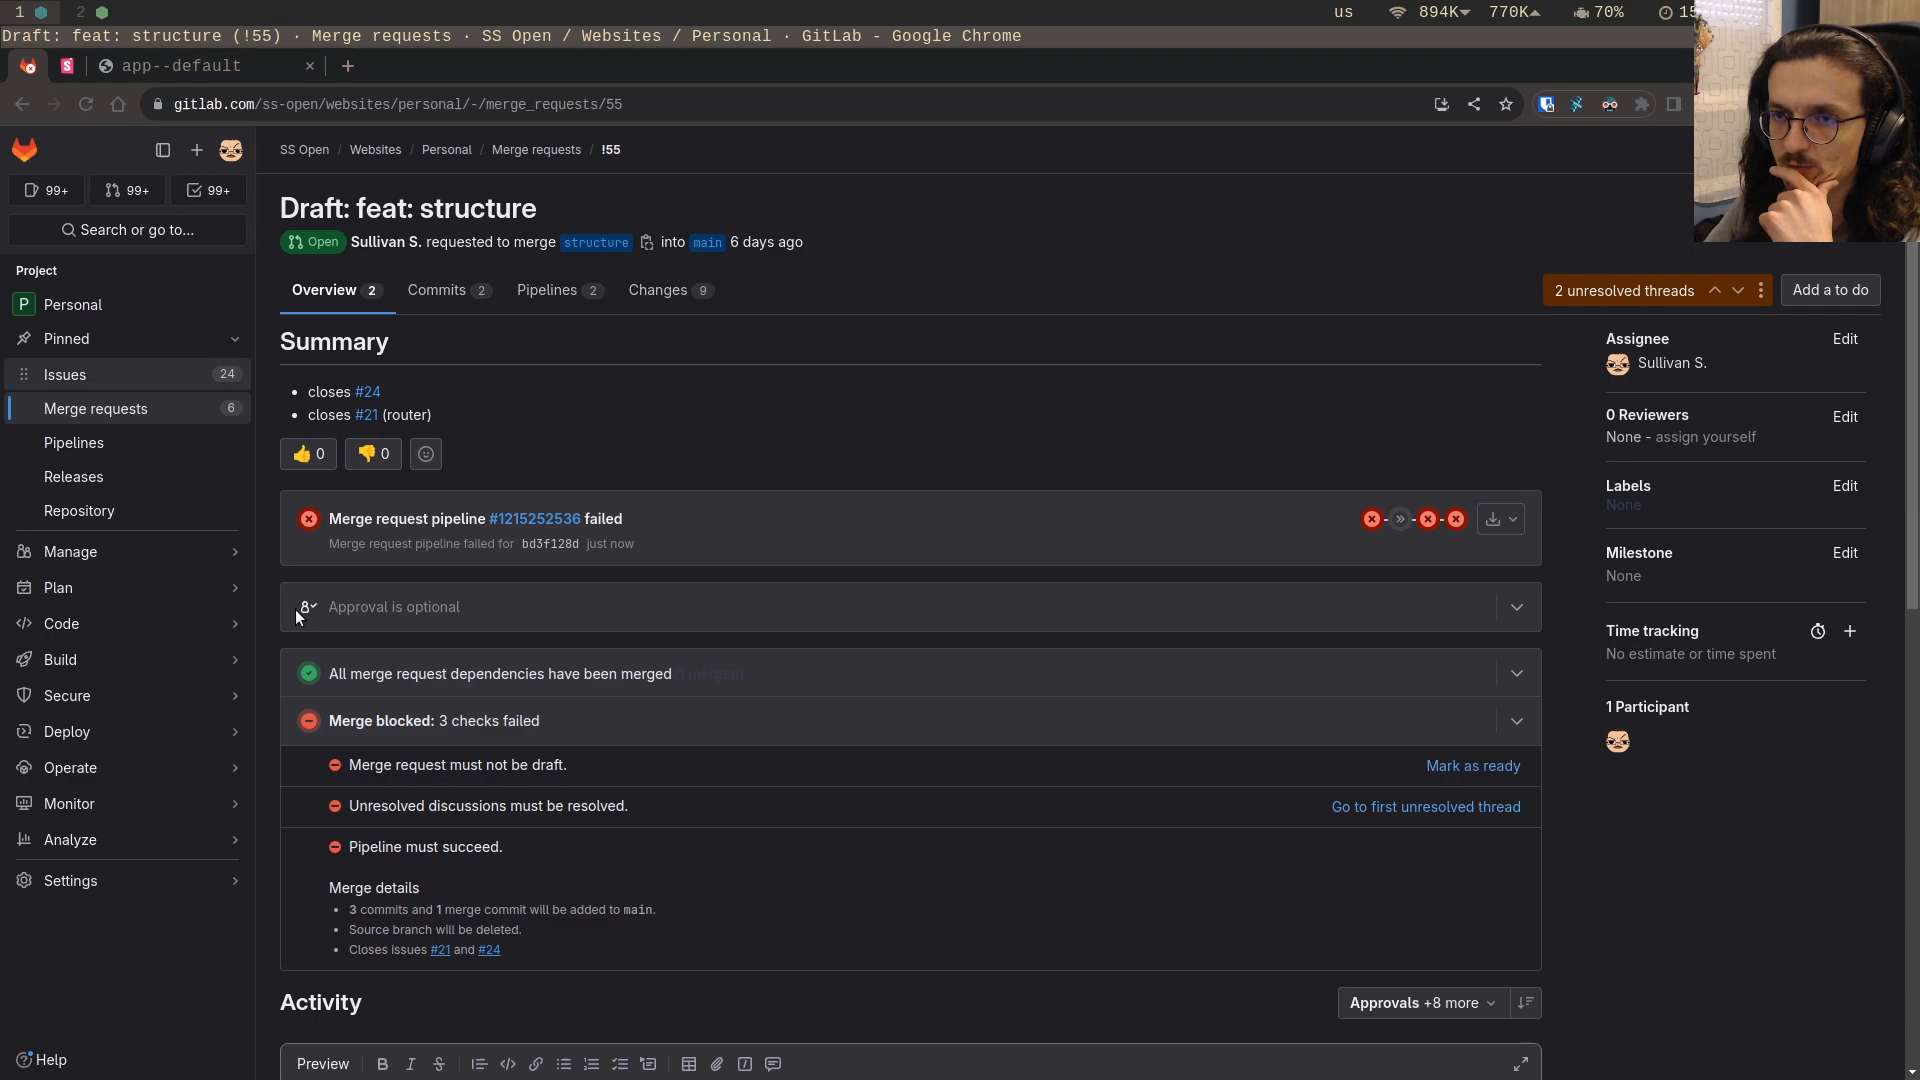 1 2 us 894K 770K 70% 15
Draft: feat: structure (!55) · Merge requests · SS Open / Websites / Personal · GitLab - Google Chrome
S app--default × +
gitlab.com/ss-open/websites/personal/-/merge_requests/55
SS Open / Websites / Personal / Merge requests / !55
99+ 99+ 99+
Search or go to...
Project
P Personal
Pinned
Issues 24
Merge requests 6
Pipelines
Releases
Repository
Manage
Plan
Code
Build
Secure
Deploy
Operate
Monitor
Analyze
Settings
Help
Draft: feat: structure
Open Sullivan S. requested to merge structure into main 6 days ago
Overview 2 Commits 2 Pipelines 2 Changes 9
2 unresolved threads Add a to do
Summary
closes #24
closes #21 (router)
👍 0 👎 0
Merge request pipeline #1215252536 failed
Merge request pipeline failed for bd3f128d just now
Approval is optional
All merge request dependencies have been merged (1 merged)
Merge blocked: 3 checks failed
Merge request must not be draft. Mark as ready
Unresolved discussions must be resolved. Go to first unresolved thread
Pipeline must succeed.
Merge details
3 commits and 1 merge commit will be added to main.
Source branch will be deleted.
Closes issues #21 and #24
Activity
Approvals +8 more
Preview B I S
Assignee Edit
Sullivan S.
0 Reviewers Edit
None - assign yourself
Labels Edit
None
Milestone Edit
None
Time tracking
No estimate or time spent
1 Participant